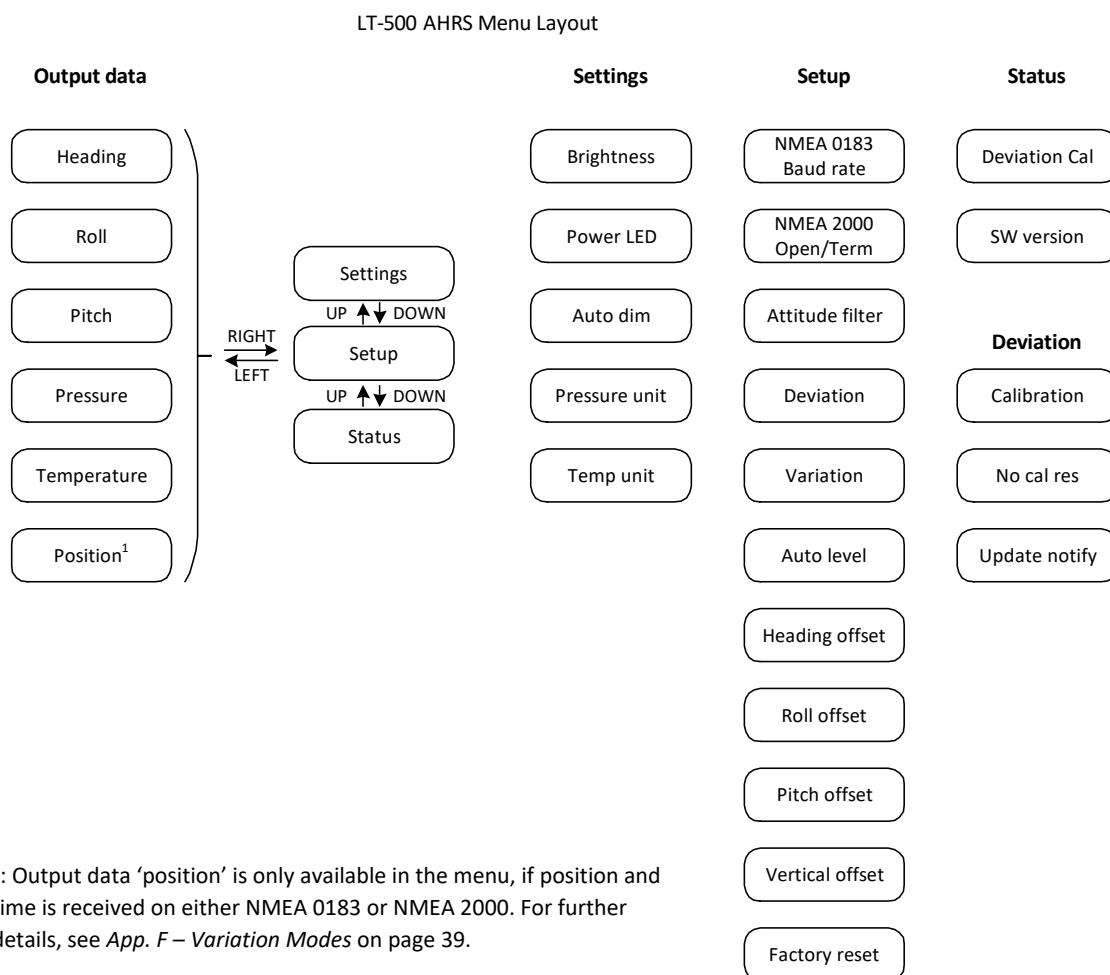 LT-500 AHRS Menu Layout
Output data
Heading
Roll
Pitch
Pressure
Temperature
Position1
RIGHT
LEFT
Settings
UP DOWN
Setup
UP DOWN
Status
Settings
Brightness
Power LED
Auto dim
Pressure unit
Temp unit
Setup
NMEA 0183
Baud rate
NMEA 2000
Open/Term
Attitude filter
Deviation
Variation
Auto level
Heading offset
Roll offset
Pitch offset
Vertical offset
Factory reset
Status
Deviation Cal
SW version
Deviation
Calibration
No cal res
Update notify
: Output data ‘position’ is only available in the menu, if position and
ime is received on either NMEA 0183 or NMEA 2000. For further
details, see App. F – Variation Modes on page 39.